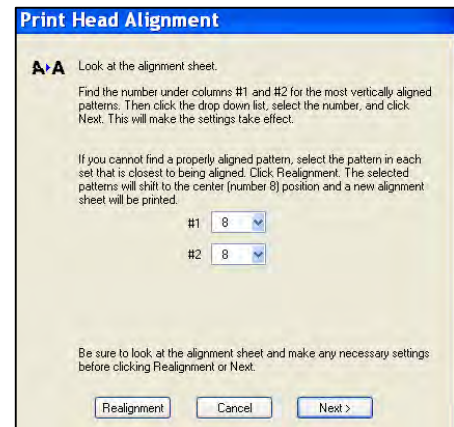 Print Head Alignment
A A Look at the alignment sheet.
Find the number under columns #1 and #2 for the most vertically aligned
patterns. Then click the drop down list, select the number, and click
Next. This will make the settings take effect.
If you cannot find a properly aligned pattern, select the pattern in each
set that is closest to being aligned. Click Realignment. The selected
patterns will shift to the center (number 8) position and a new alignment
sheet will be printed.
#1 8
#2 8
Be sure to look at the alignment sheet and make any necessary settings
before clicking Realignment or Next.
Realignment Cancel Next >